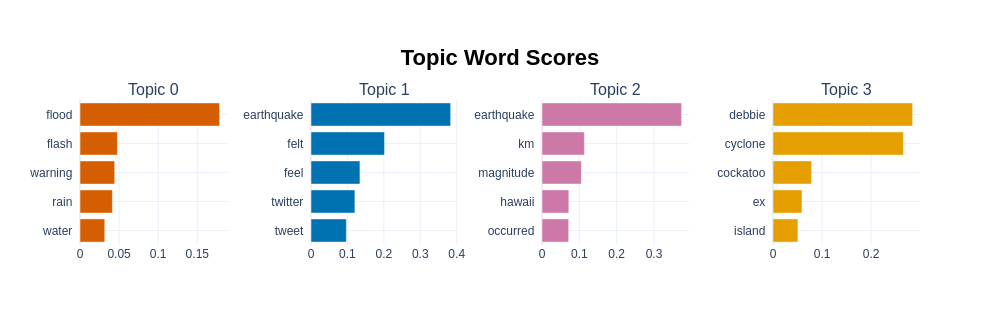 Topic Word Scores
Topic 0
flood
flash
warning
rain
water
0 0.05 0.1 0.15
Topic 1
earthquake
felt
feel
twitter
tweet
0 0.1 0.2 0.3 0.4
Topic 2
earthquake
km
magnitude
hawaii
occurred
0 0.1 0.2 0.3
Topic 3
debbie
cyclone
cockatoo
ex
island
0 0.1 0.2